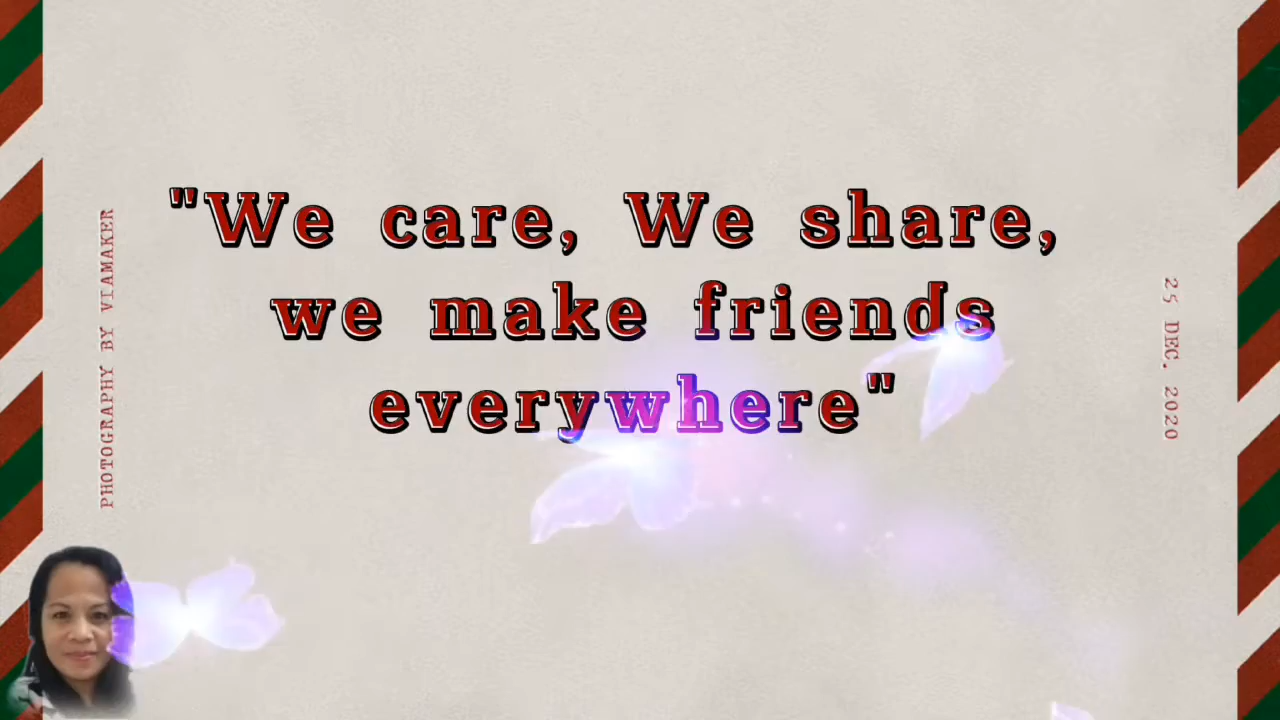 "We care, We share,
we make friends
everywhere"
PHOTOGRAPHY BY VIAMAKER
25 DEC, 2020